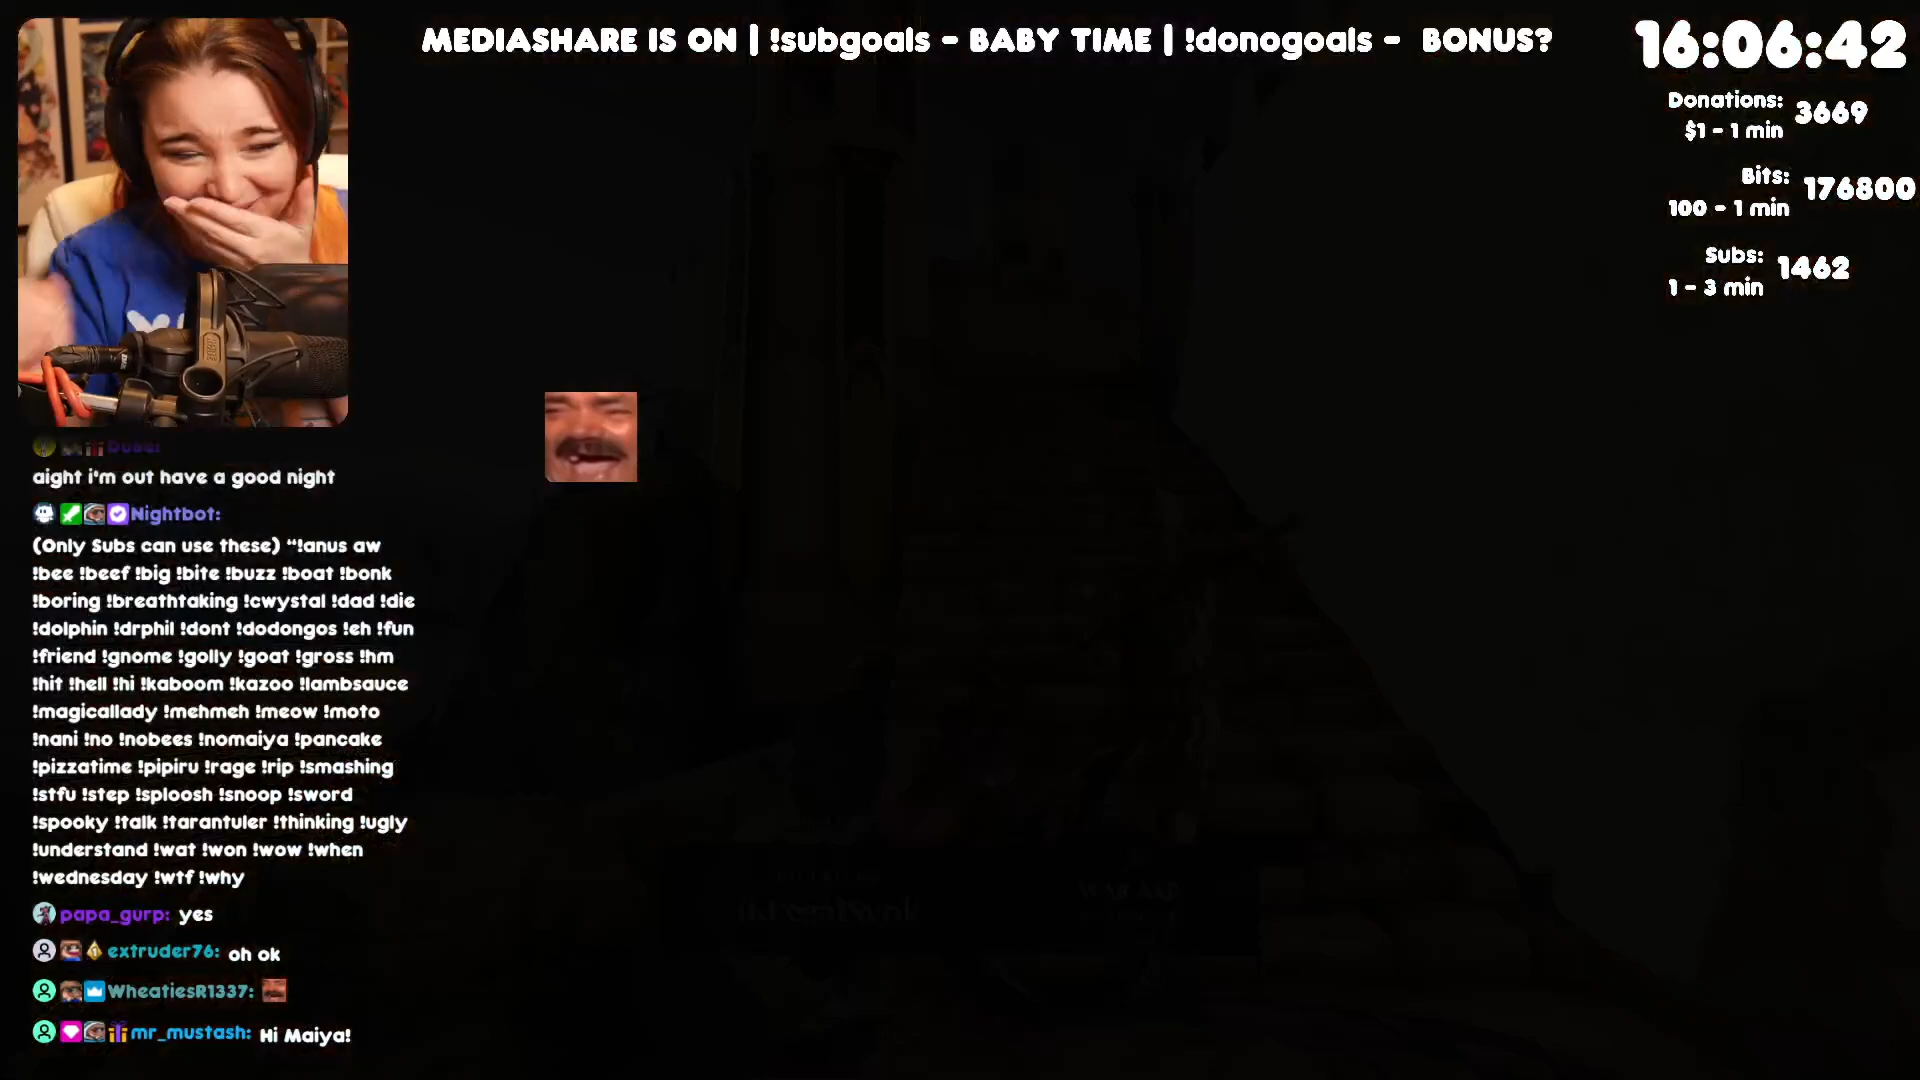 MEDIASHARE IS ON | !subgoals - BABY TIME | !donogoals - BONUS?
16:06:42
Donations: 3669
$1 - 1 min
Bits: 176800
100 - 1 min
Subs: 1462
1 - 3 min
aight i'm out have a good night
Nightbot:
(Only Subs can use these) "!anus aw
!bee !beef !big !bite !buzz !boat !bonk
!boring !breathtaking !cwystal !dad !die
!dolphin !drphil !dont !dodongos !eh !fun
!friend !gnome !golly !goat !gross !hm
!hit !hell !hi !kaboom !kazoo !lambsauce
!magicallady !mehmeh !meow !moto
!nani !no !nobees !nomaiya !pancake
!pizzatime !pipiru !rage !rip !smashing
!stfu !step !sploosh !snoop !sword
!spooky !talk !tarantuler !thinking !ugly
!understand !wat !won !wow !when
!wednesday !wtf !why
papa_gurp: yes
extruder76: oh ok
WheatiesR1337:
mr_mustash: Hi Maiya!